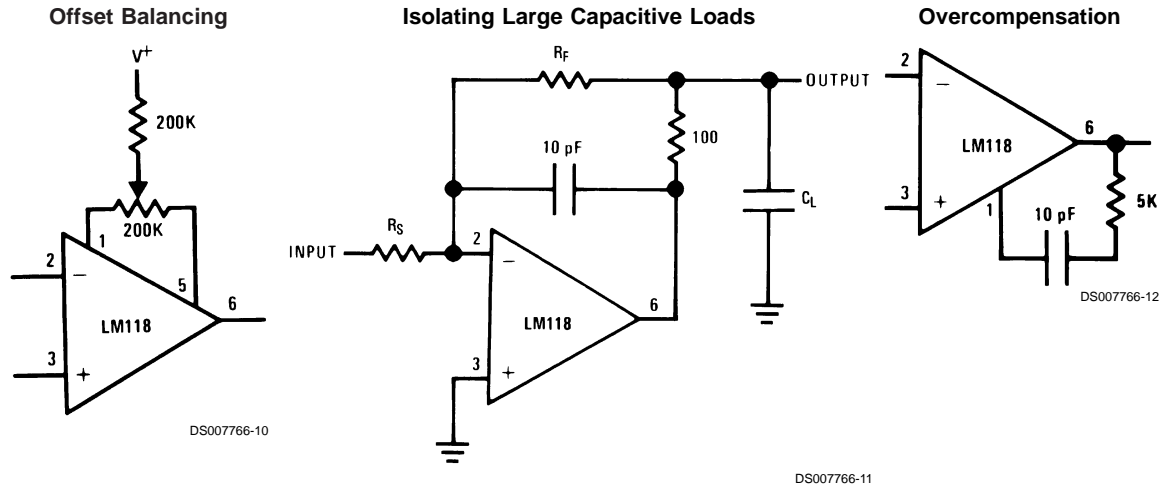 Offset Balancing
V+
200K
200K
1
2
−
5
6
LM118
3
+
DS007766-10
Isolating Large Capacitive Loads
RF
OUTPUT
100
10 pF
CL
RS
INPUT
2
−
6
LM118
3
+
DS007766-11
Overcompensation
2
−
6
LM118
3
+
1
10 pF
5K
DS007766-12